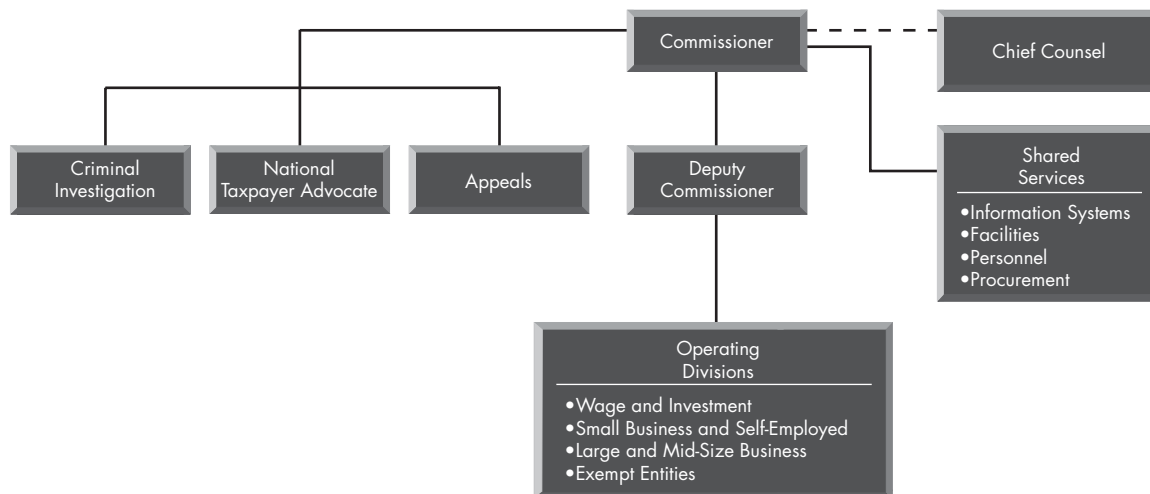 Commissioner
Chief Counsel
Criminal
Investigation
National
Taxpayer Advocate
Appeals
Deputy
Commissioner
Shared
Services
•Information Systems
•Facilities
•Personnel
•Procurement
Operating
Divisions
•Wage and Investment
•Small Business and Self-Employed
•Large and Mid-Size Business
•Exempt Entities